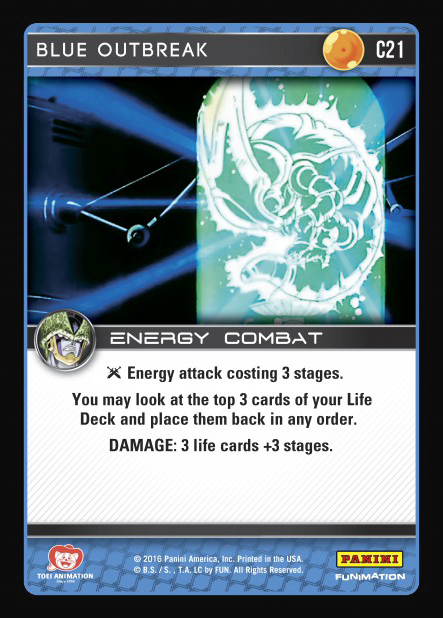 BLUE OUTBREAK C21
ENERGY COMBAT
Energy attack costing 3 stages.
You may look at the top 3 cards of your Life
Deck and place them back in any order.
DAMAGE: 3 life cards +3 stages.
© 2016 Panini America, Inc. Printed in the USA.
© B.S. / S. , T.A. LC by FUN. All Rights Reserved.
TOEI ANIMATION
Since 1956
PANINI
FUNIMATION